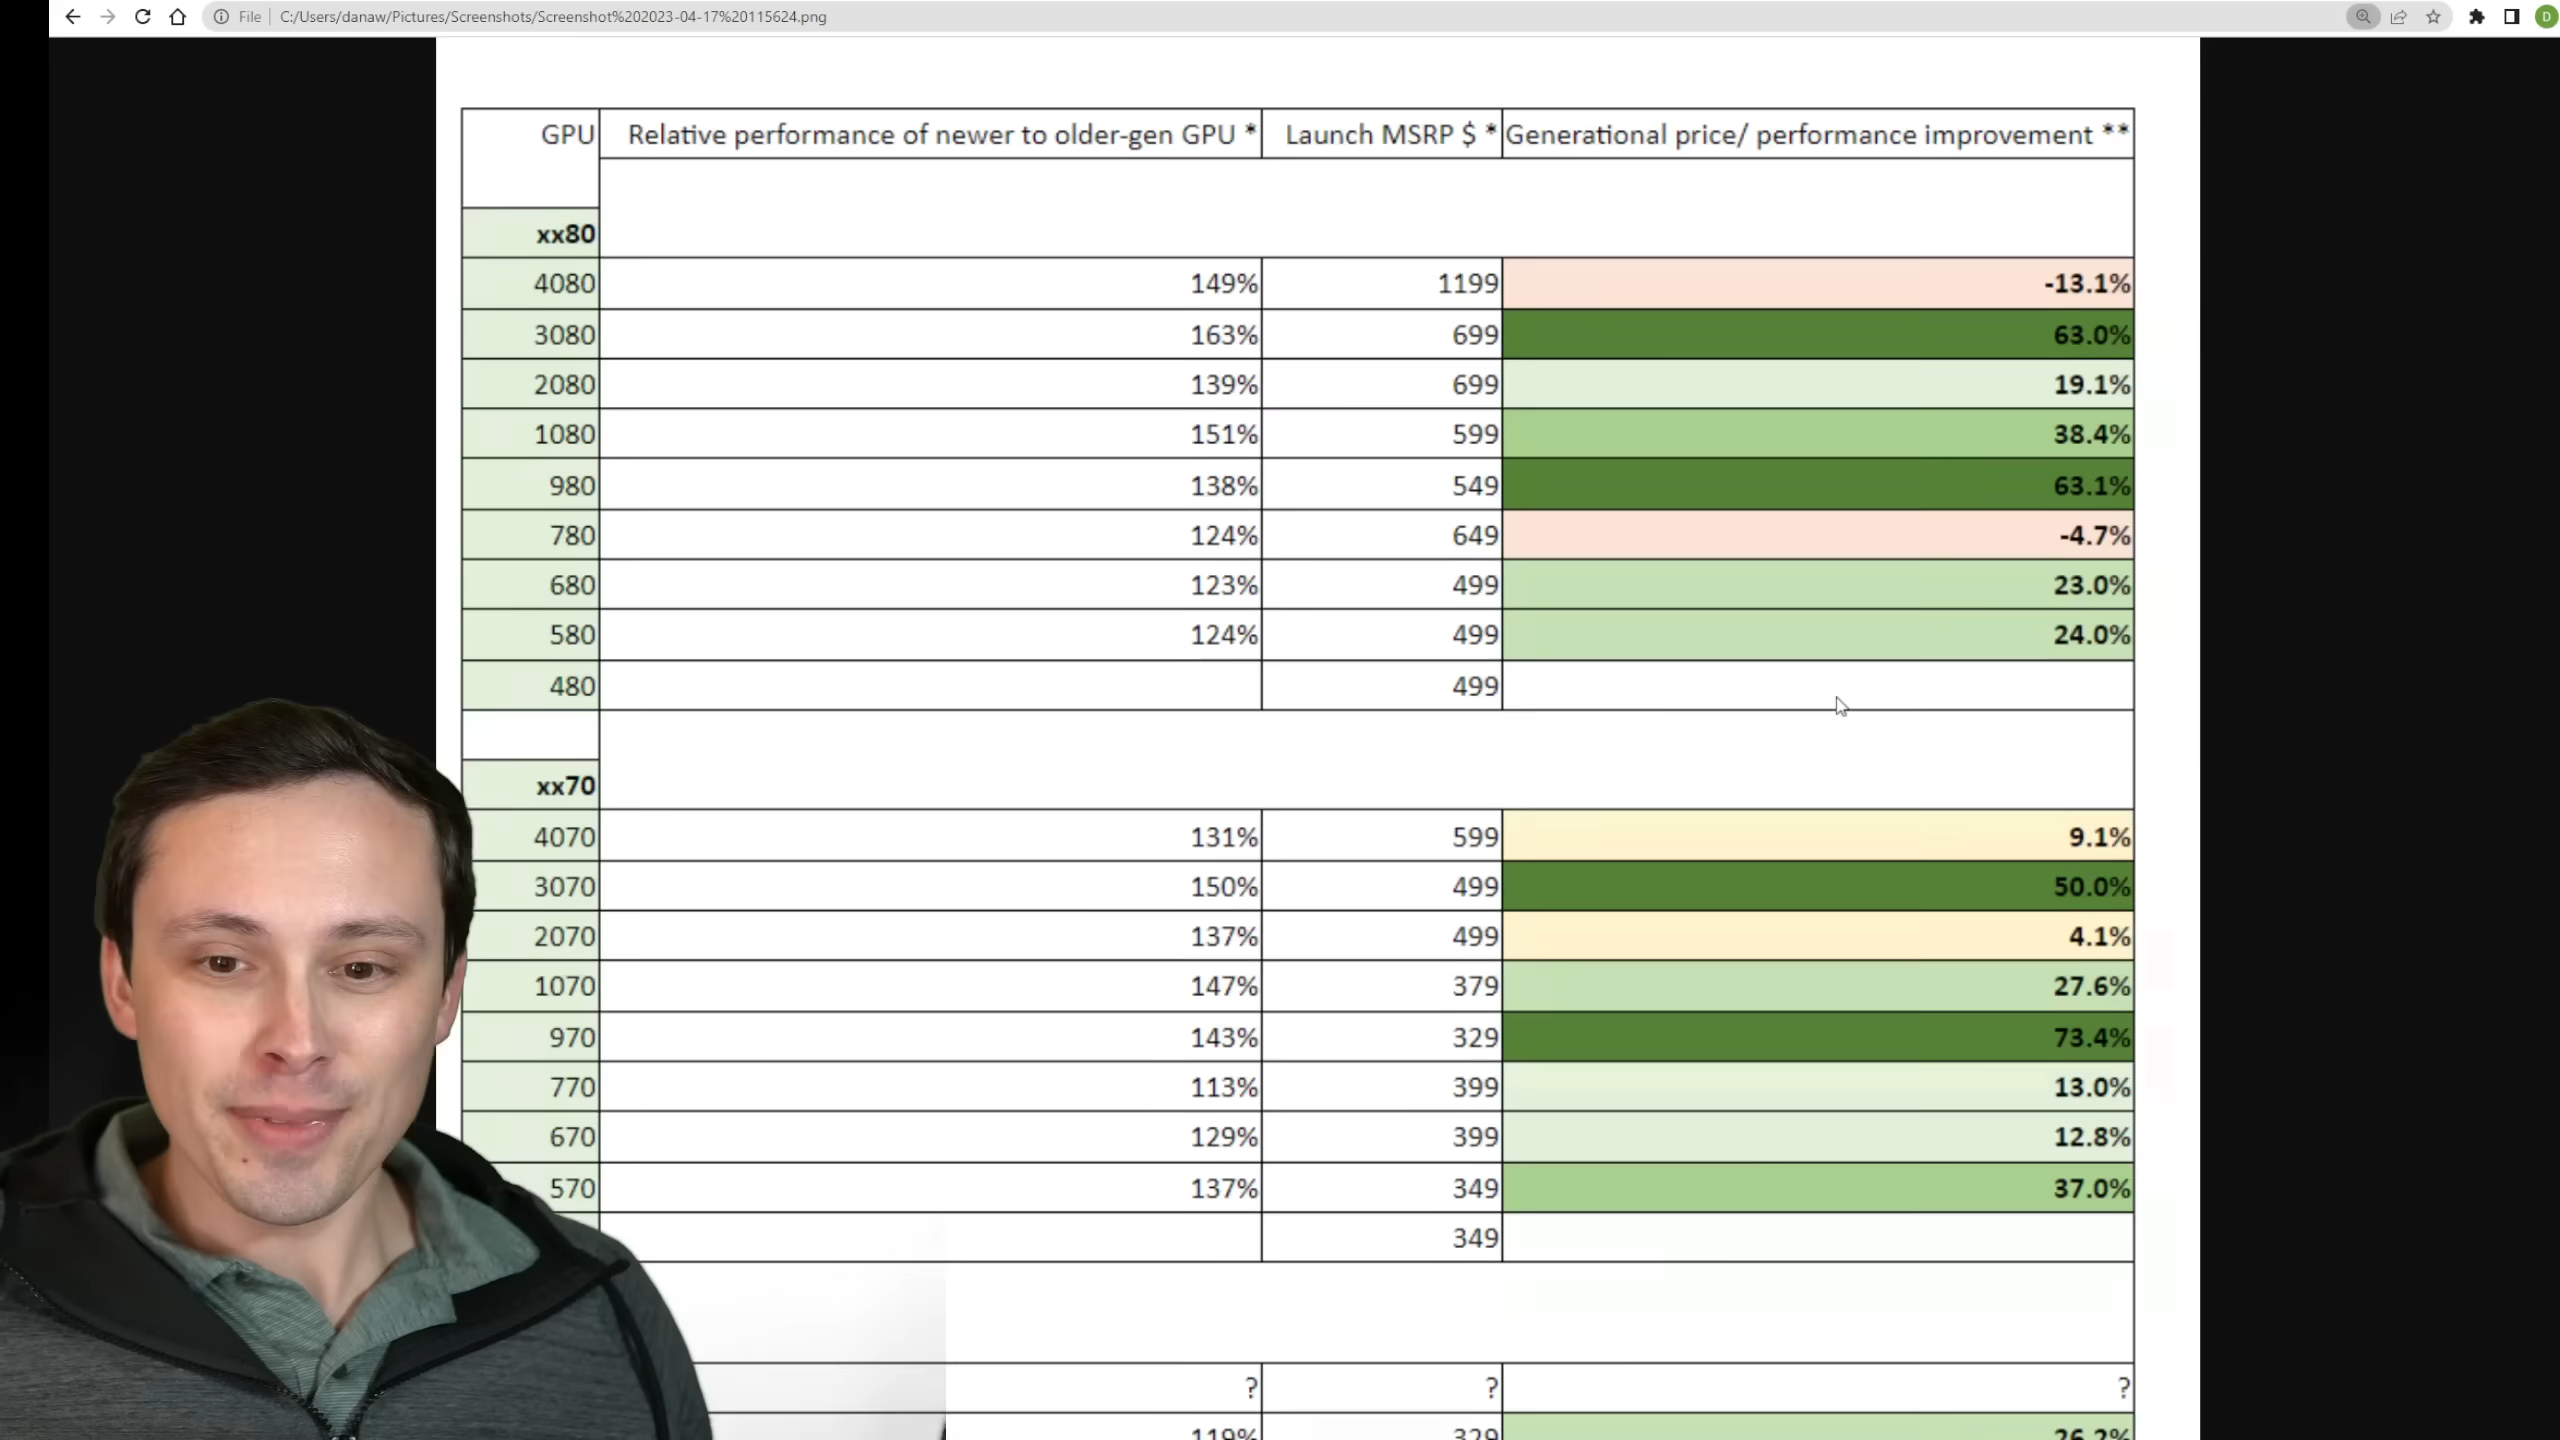 File C:/Users/danaw/Pictures/Screenshots/Screenshot%202023-04-17%20115624.png D
GPU Relative performance of newer to older-gen GPU * Launch MSRP $ * Generational price/ performance improvement **
xx80
4080 149% 1199 -13.1%
3080 163% 699 63.0%
2080 139% 699 19.1%
1080 151% 599 38.4%
980 138% 549 63.1%
780 124% 649 -4.7%
680 123% 499 23.0%
580 124% 499 24.0%
480 499
xx70
4070 131% 599 9.1%
3070 150% 499 50.0%
2070 137% 499 4.1%
1070 147% 379 27.6%
970 143% 329 73.4%
770 113% 399 13.0%
670 129% 399 12.8%
570 137% 349 37.0%
349
? ? ?
119% 329 26.2%